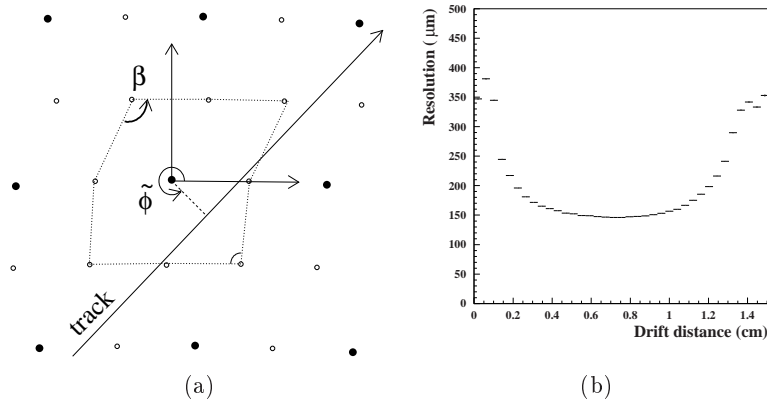 β
φ̃
track
(a)
Resolution ( μm)
500
450
400
350
300
250
200
150
100
50
0
0 0.2 0.4 0.6 0.8 1 1.2 1.4
Drift distance (cm)
(b)